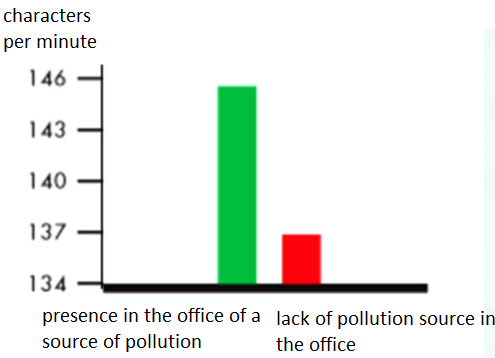 characters
per minute
146
143
140
137
134
presence in the office of a
source of pollution
lack of pollution source in
the office